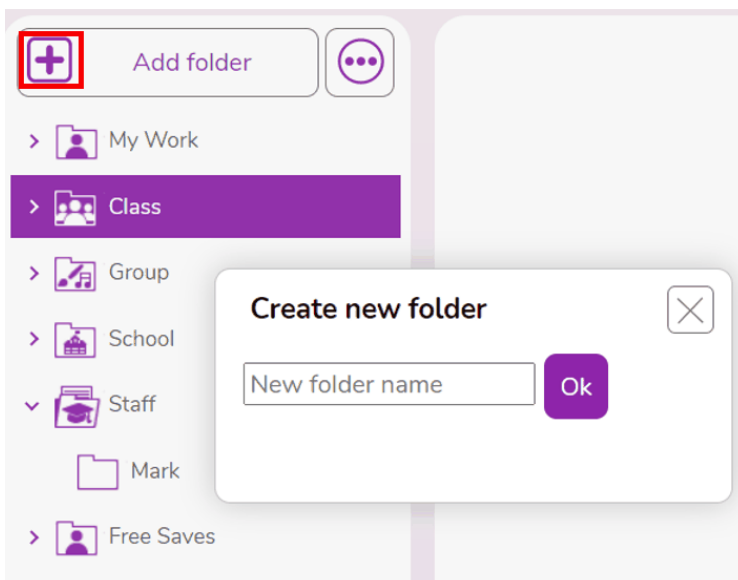 Add folder
My Work
Class
Group
Create new folder
School
New folder name
Ok
Staff
Mark
Free Saves